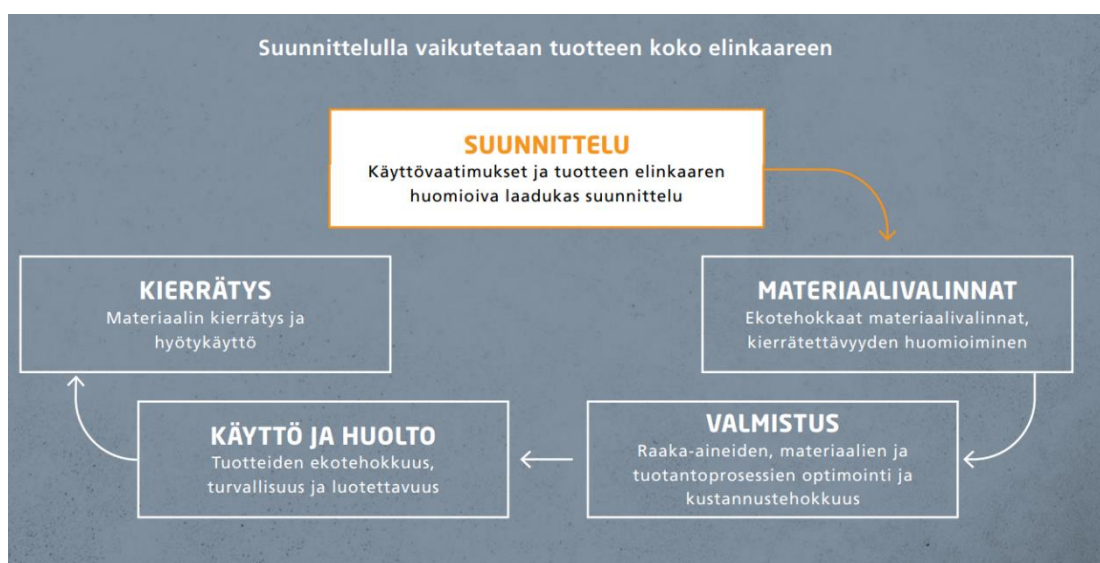 Suunnittelulla vaikutetaan tuotteen koko elinkaareen
SUUNNITTELU
Käyttövaatimukset ja tuotteen elinkaaren
huomioiva laadukas suunnittelu
MATERIAALIVALINNAT
Ekotehokkaat materiaalivalinnat,
kierrätettävyyden huomioiminen
VALMISTUS
Raaka-aineiden, materiaalien ja
tuotantoprosessien optimointi ja
kustannustehokkuus
KÄYTTÖ JA HUOLTO
Tuotteiden ekotehokkuus,
turvallisuus ja luotettavuus
KIERRÄTYS
Materiaalin kierrätys ja
hyötykäyttö